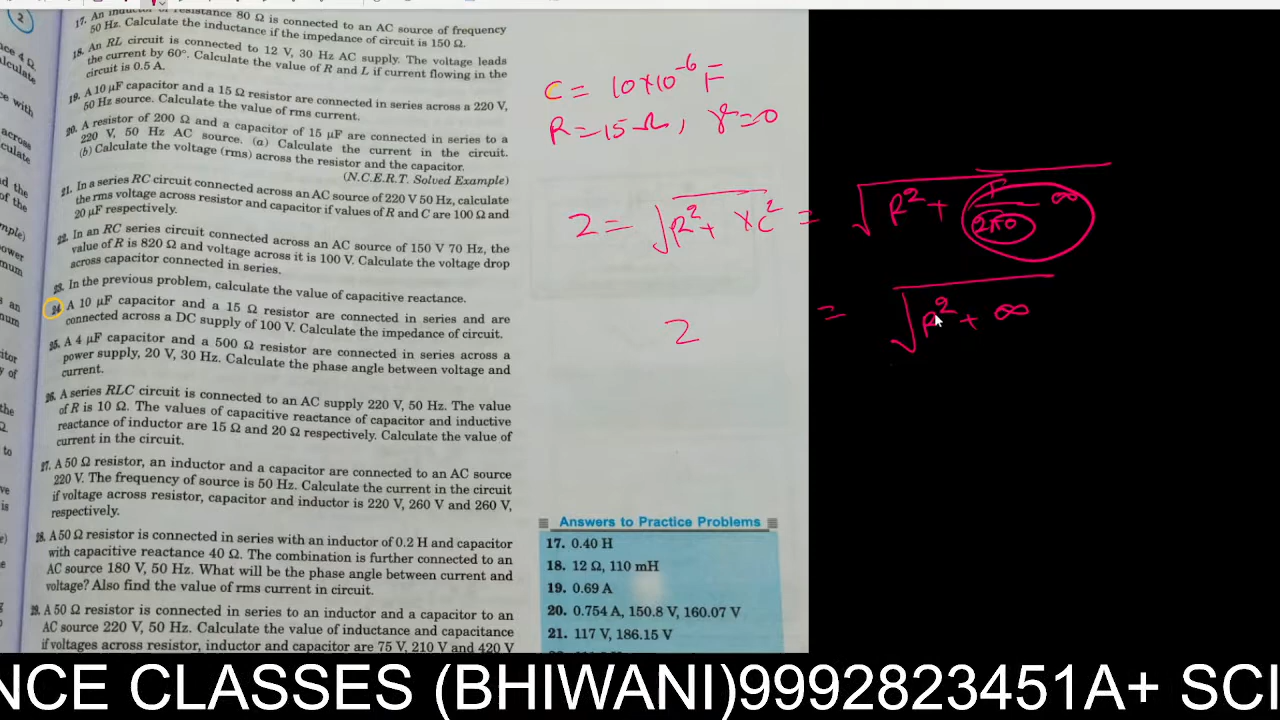 2
17. An inductor of resistance 80 Ω is connected to an AC source of frequency
50 Hz. Calculate the inductance if the impedance of circuit is 150 Ω.
18. An RL circuit is connected to 12 V, 30 Hz AC supply. The voltage leads
the current by 60°. Calculate the value of R and L if current flowing in the
circuit is 0.5 A.
19. A 10 μF capacitor and a 15 Ω resistor are connected in series across a 220 V,
50 Hz source. Calculate the value of rms current.
20. A resistor of 200 Ω and a capacitor of 15 μF are connected in series to a
220 V, 50 Hz AC source. (a) Calculate the current in the circuit.
(b) Calculate the voltage (rms) across the resistor and the capacitor.
(N.C.E.R.T. Solved Example)
21. In a series RC circuit connected across an AC source of 220 V 50 Hz, calculate
the rms voltage across resistor and capacitor if values of R and C are 100 Ω and
20 μF respectively.
22. In an RC series circuit connected across an AC source of 150 V 70 Hz, the
value of R is 820 Ω and voltage across it is 100 V. Calculate the voltage drop
across capacitor connected in series.
23. In the previous problem, calculate the value of capacitive reactance.
24. A 10 μF capacitor and a 15 Ω resistor are connected in series and are
connected across a DC supply of 100 V. Calculate the impedance of circuit.
25. A 4 μF capacitor and a 500 Ω resistor are connected in series across a
power supply, 20 V, 30 Hz. Calculate the phase angle between voltage and
current.
26. A series RLC circuit is connected to an AC supply 220 V, 50 Hz. The value
of R is 10 Ω. The values of capacitive reactance of capacitor and inductive
reactance of inductor are 15 Ω and 20 Ω respectively. Calculate the value of
current in the circuit.
27. A 50 Ω resistor, an inductor and a capacitor are connected to an AC source
220 V. The frequency of source is 50 Hz. Calculate the current in the circuit
if voltage across resistor, capacitor and inductor is 220 V, 260 V and 260 V,
respectively.
28. A 50 Ω resistor is connected in series with an inductor of 0.2 H and capacitor
with capacitive reactance 40 Ω. The combination is further connected to an
AC source 180 V, 50 Hz. What will be the phase angle between current and
voltage? Also find the value of rms current in circuit.
29. A 50 Ω resistor is connected in series to an inductor and a capacitor to an
AC source 220 V, 50 Hz. Calculate the value of inductance and capacitance
if voltages across resistor, inductor and capacitor are 75 V, 210 V and 420 V
C = 10×10⁻⁶ F
R = 15 Ω, r = 0
Z = √R² + Xc² = √R² + 1/2π0 ∞
Z = √R² + ∞
Answers to Practice Problems
17. 0.40 H
18. 12 Ω, 110 mH
19. 0.69 A
20. 0.754 A, 150.8 V, 160.07 V
21. 117 V, 186.15 V
NCE CLASSES (BHIWANI)9992823451A+ SCI